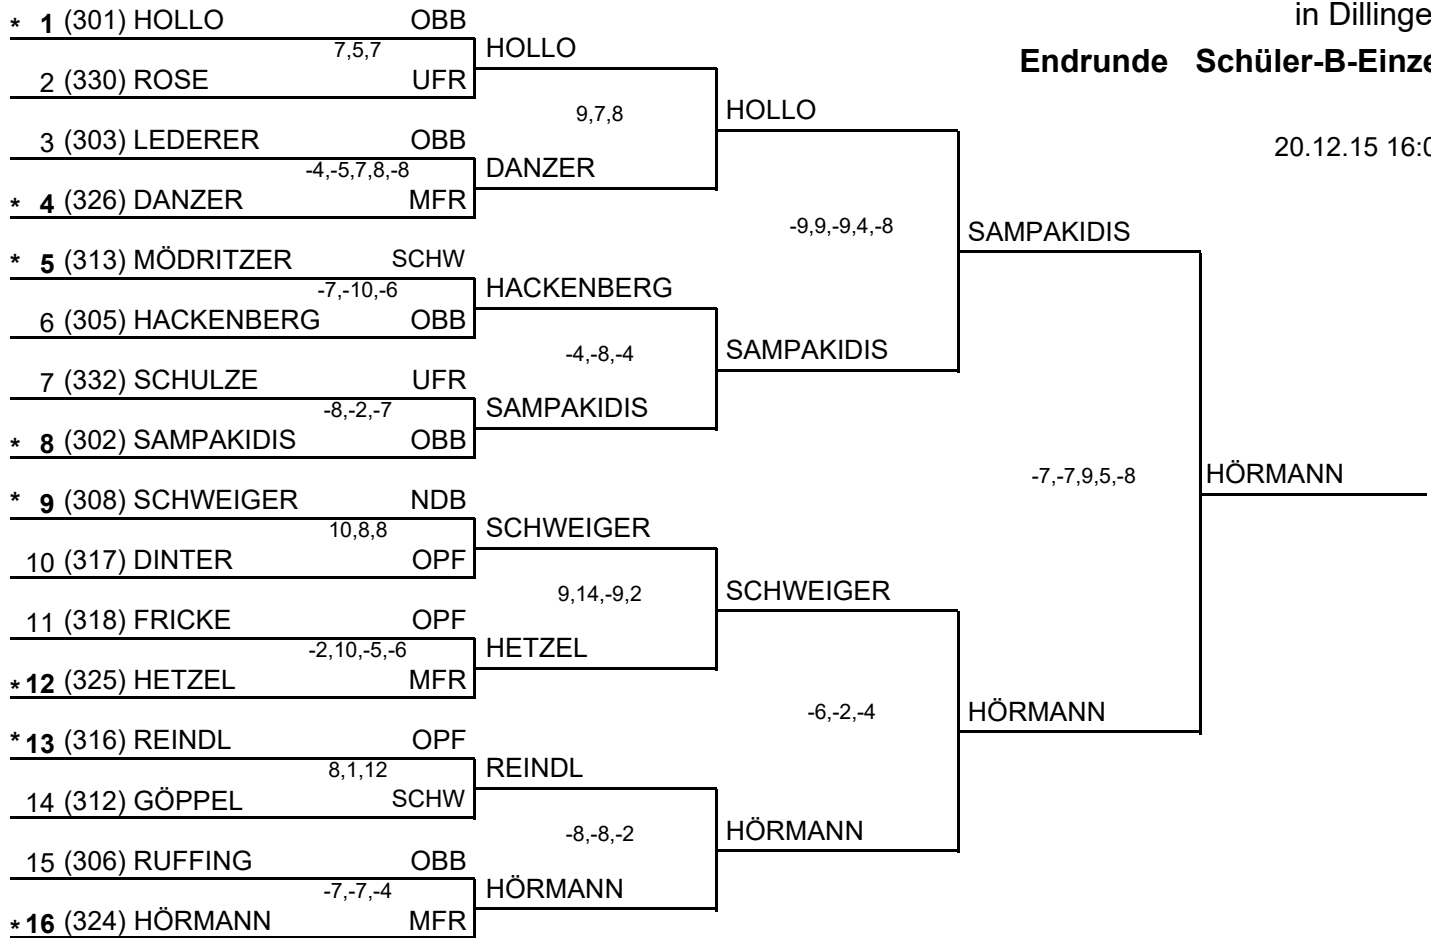 * 1 (301) HOLLO OBB
7,5,7
2 (330) ROSE UFR
3 (303) LEDERER OBB
-4,-5,7,8,-8
* 4 (326) DANZER MFR
* 5 (313) MÖDRITZER SCHW
-7,-10,-6
6 (305) HACKENBERG OBB
7 (332) SCHULZE UFR
-8,-2,-7
* 8 (302) SAMPAKIDIS OBB
* 9 (308) SCHWEIGER NDB
10,8,8
10 (317) DINTER OPF
11 (318) FRICKE OPF
-2,10,-5,-6
* 12 (325) HETZEL MFR
* 13 (316) REINDL OPF
8,1,12
14 (312) GÖPPEL SCHW
15 (306) RUFFING OBB
-7,-7,-4
* 16 (324) HÖRMANN MFR
HOLLO
9,7,8
DANZER
HACKENBERG
-4,-8,-4
SAMPAKIDIS
SCHWEIGER
9,14,-9,2
HETZEL
REINDL
-8,-8,-2
HÖRMANN
HOLLO
-9,9,-9,4,-8
SAMPAKIDIS
SCHWEIGER
-6,-2,-4
HÖRMANN
SAMPAKIDIS
-7,-7,9,5,-8
HÖRMANN
HÖRMANN
in Dillinge
Endrunde Schüler-B-Einze
20.12.15 16:0